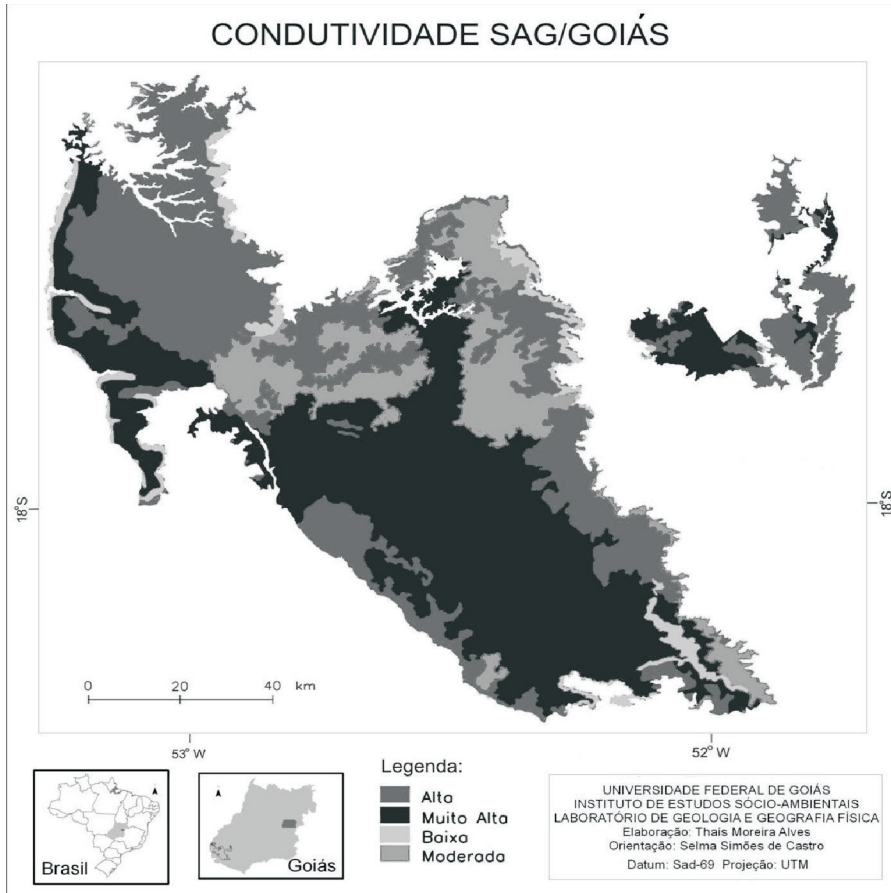 CONDUTIVIDADE SAG/GOIÁS
18°S
18°S
0 20 40 km
53° W
52° W
Brasil
Goiás
Legenda:
Alta
Muito Alta
Baixa
Moderada
UNIVERSIDADE FEDERAL DE GOIÁS
INSTITUTO DE ESTUDOS SÓCIO-AMBIENTAIS
LABORATÓRIO DE GEOLOGIA E GEOGRAFIA FÍSICA
Elaboração: Thais Moreira Alves
Orientação: Selma Simões de Castro
Datum: Sad-69 Projeção: UTM